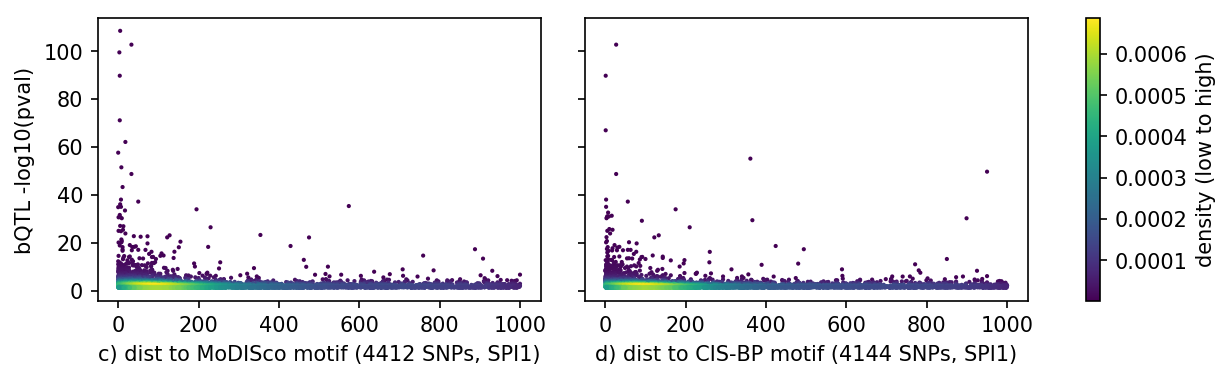 bQTL -log10(pval)
100
80
60
40
20
0
0 200 400 600 800 1000
c) dist to MoDISco motif (4412 SNPs, SPI1)
0 200 400 600 800 1000
d) dist to CIS-BP motif (4144 SNPs, SPI1)
0.0006
0.0005
0.0004
0.0003
0.0002
0.0001
density (low to high)